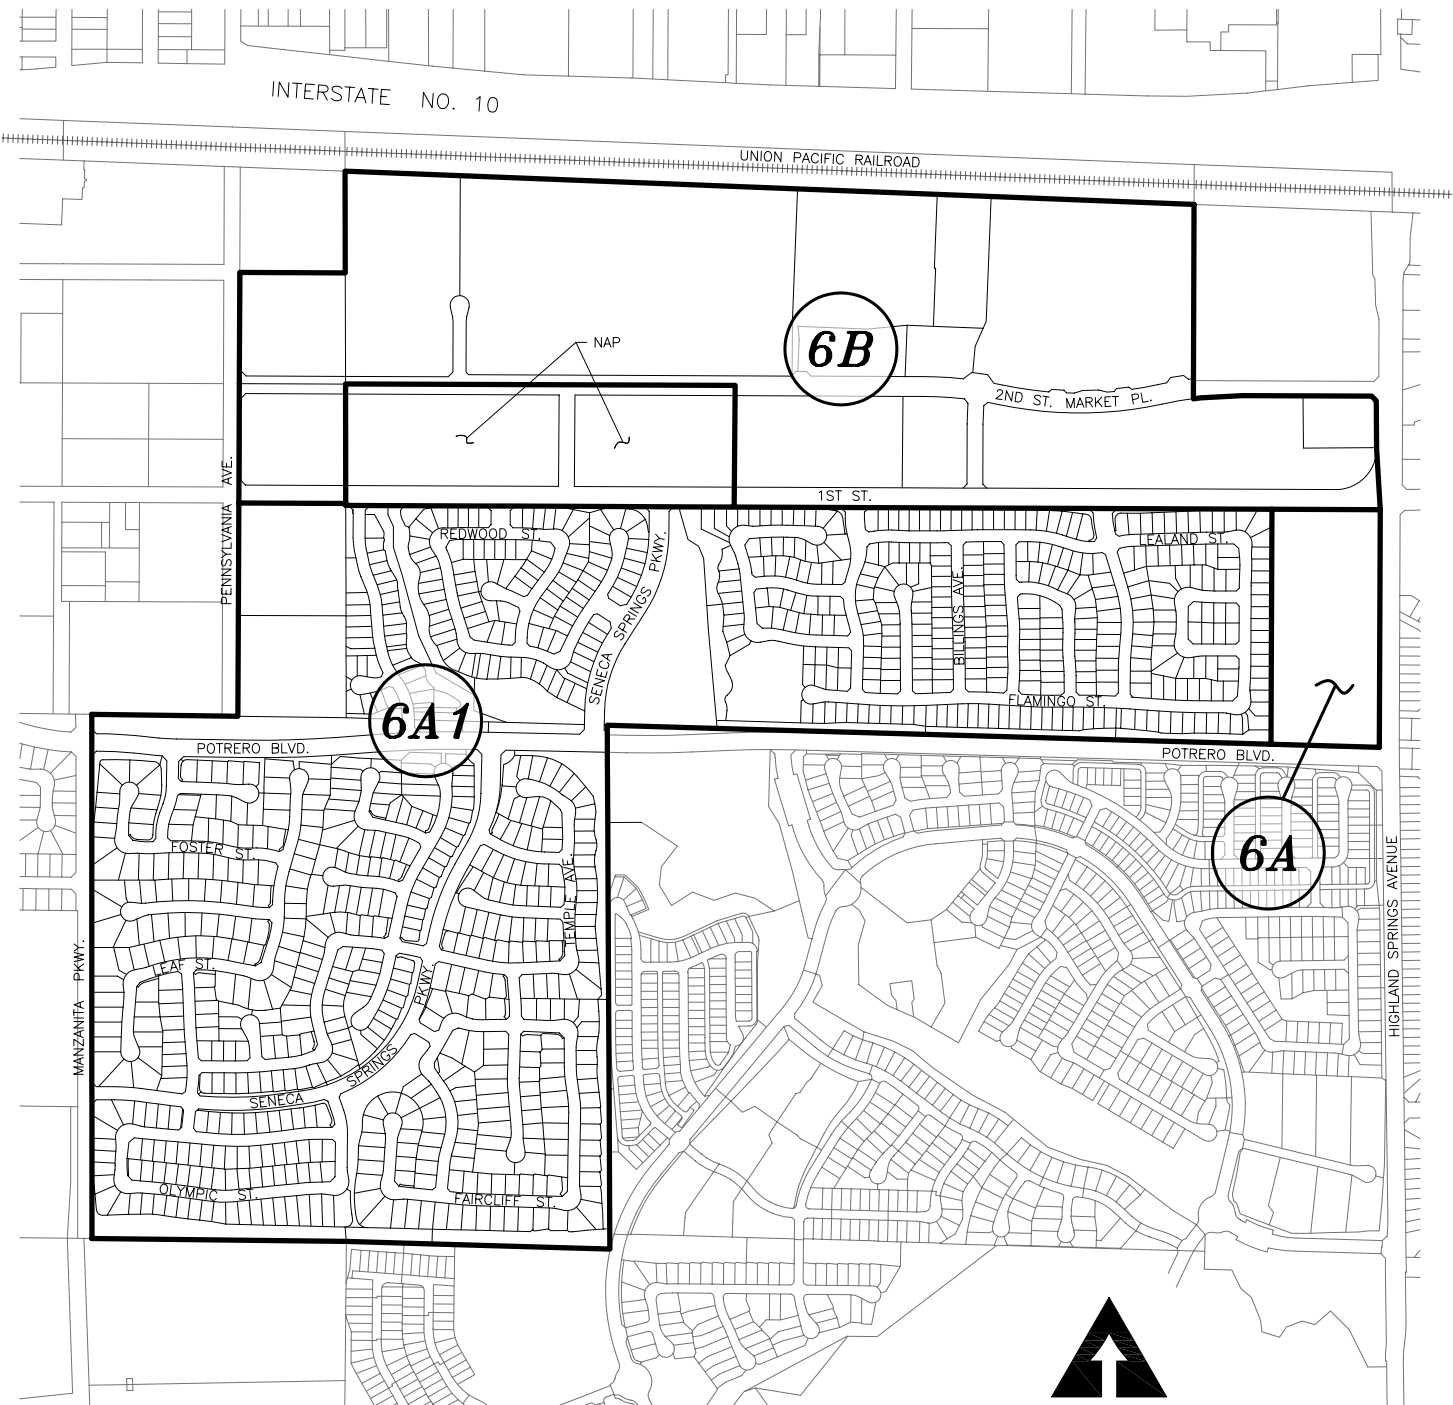 INTERSTATE NO. 10
UNION PACIFIC RAILROAD
NAP
6B
2ND ST. MARKET PL.
PENNSYLVANIA AVE.
1ST ST.
REDWOOD ST.
SENECA SPRINGS PKWY.
BILLINGS AVE.
LEALAND ST.
FLAMINGO ST.
6A1
POTRERO BLVD.
POTRERO BLVD.
6A
FOSTER ST.
TEMPLE AVE.
HIGHLAND SPRINGS AVENUE
MANZANITA PKWY.
LEAF ST.
SENECA SPRINGS PKWY
OLYMPIC ST.
FAIRCLIFF ST.